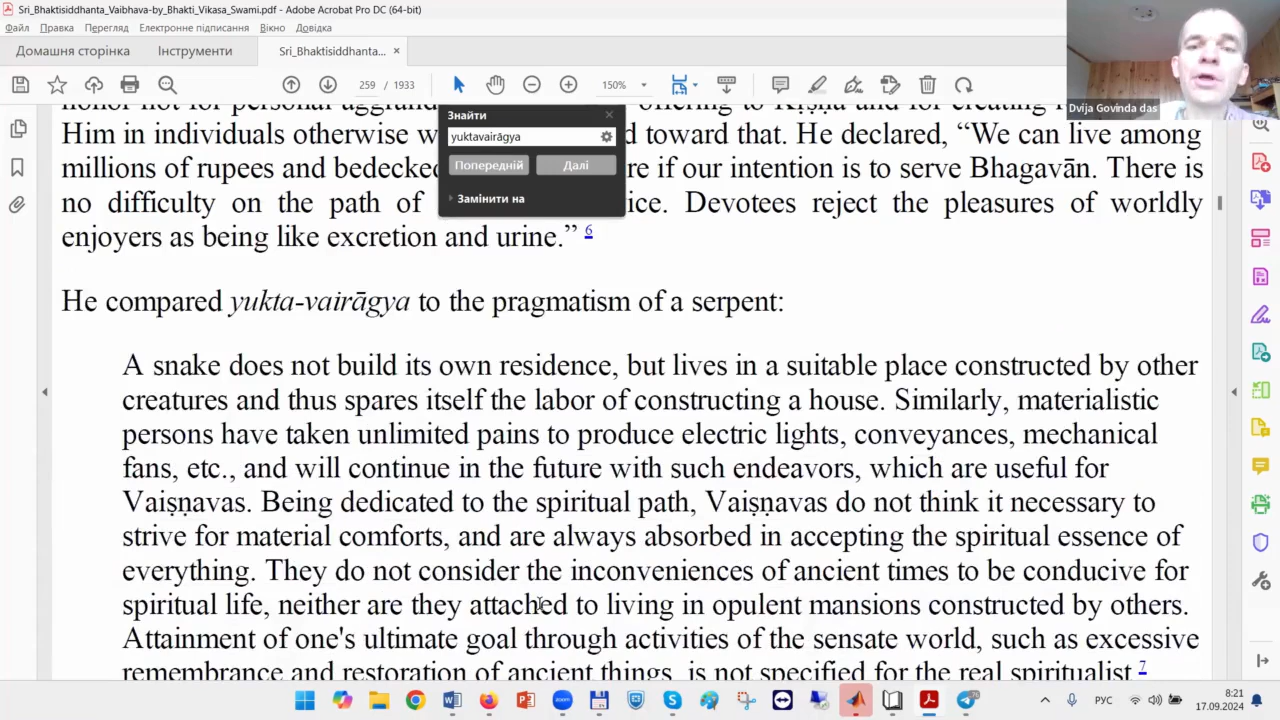 Sri_Bhaktisiddhanta_Vaibhava-by_Bhakti_Vikasa_Swami.pdf - Adobe Acrobat Pro DC (64-bit)
Файл Правка Перегляд Електронне підписання Вікно Довідка
Домашня сторінка Інструменти Sri_Bhaktisiddhanta... ×
259 / 1933 150%
Dvija Govinda das
Знайти
yuktavairāgya
Попередній Далі
Замінити на
offering to Kṛṣṇa and for creating
Him in individuals otherwise d toward that. He declared, “We can live among
millions of rupees and bedecked re if our intention is to serve Bhagavān. There is
no difficulty on the path of ice. Devotees reject the pleasures of worldly
enjoyers as being like excretion and urine.” 6
He compared yukta-vairāgya to the pragmatism of a serpent:
A snake does not build its own residence, but lives in a suitable place constructed by other
creatures and thus spares itself the labor of constructing a house. Similarly, materialistic
persons have taken unlimited pains to produce electric lights, conveyances, mechanical
fans, etc., and will continue in the future with such endeavors, which are useful for
Vaiṣṇavas. Being dedicated to the spiritual path, Vaiṣṇavas do not think it necessary to
strive for material comforts, and are always absorbed in accepting the spiritual essence of
everything. They do not consider the inconveniences of ancient times to be conducive for
spiritual life, neither are they attached to living in opulent mansions constructed by others.
Attainment of one's ultimate goal through activities of the sensate world, such as excessive
remembrance and restoration of ancient things, is not specified for the real spiritualist. 7
РУС
8:21
17.09.2024